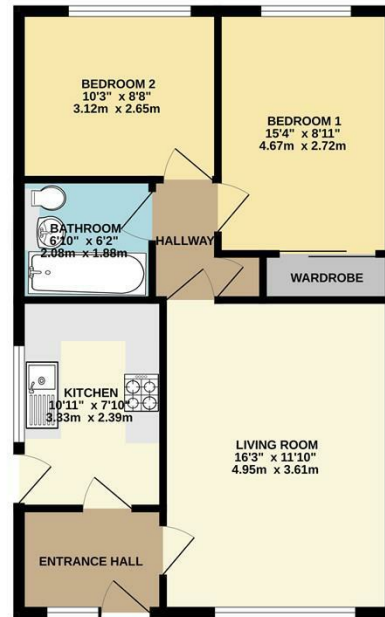 BEDROOM 2
10'3" x 8'8"
3.12m x 2.65m
BEDROOM 1
15'4" x 8'11"
4.67m x 2.72m
BATHROOM
6'10" x 6'2"
2.08m x 1.88m
HALLWAY
WARDROBE
KITCHEN
10'11" x 7'10"
3.33m x 2.39m
LIVING ROOM
16'3" x 11'10"
4.95m x 3.61m
ENTRANCE HALL